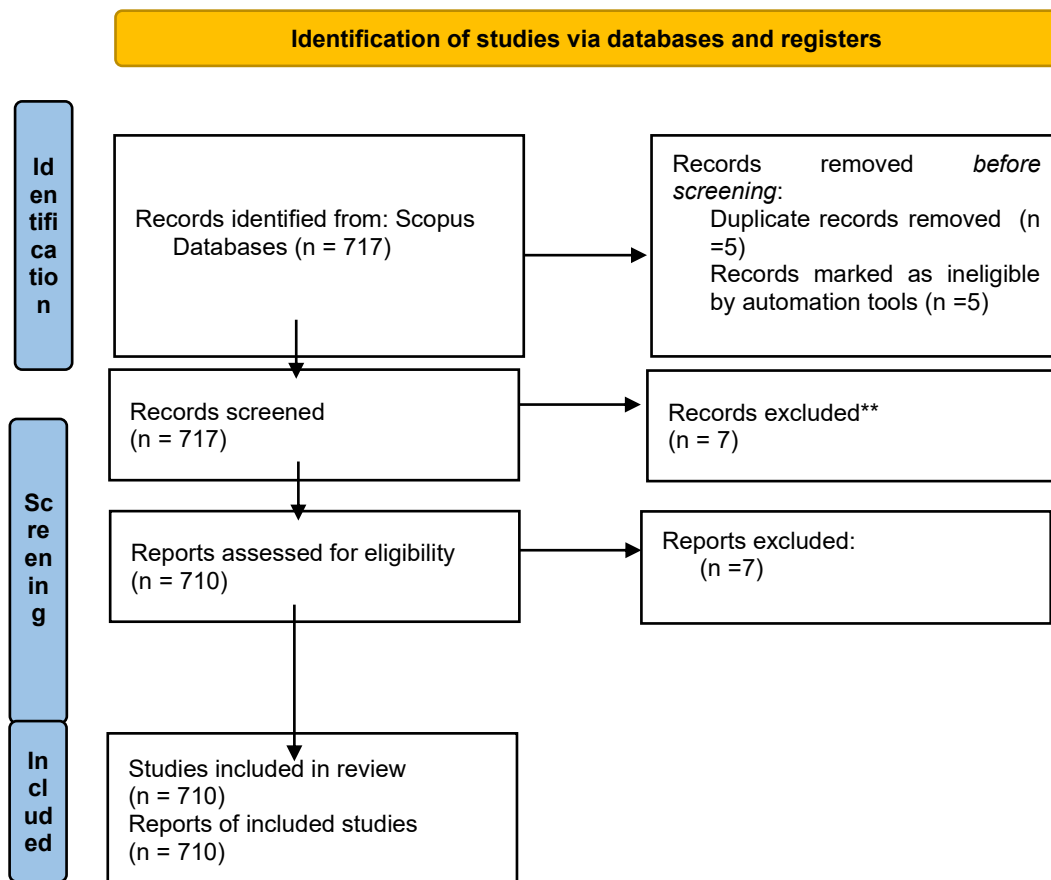 Identification of studies via databases and registers
Id
en
tifi
ca
tio
n
Records identified from: Scopus
Databases (n = 717)
Records removed before
screening:
Duplicate records removed (n
=5)
Records marked as ineligible
by automation tools (n =5)
Records screened
(n = 717)
Records excluded**
(n = 7)
Sc
re
en
in
g
Reports assessed for eligibility
(n = 710)
Reports excluded:
(n =7)
In
cl
ud
ed
Studies included in review
(n = 710)
Reports of included studies
(n = 710)